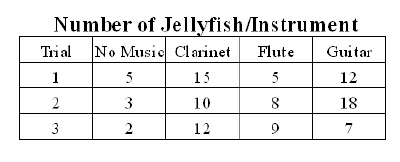 Number of Jellyfish/Instrument
Trial No Music Clarinet Flute Guitar
1 5 15 5 12
2 3 10 8 18
3 2 12 9 7